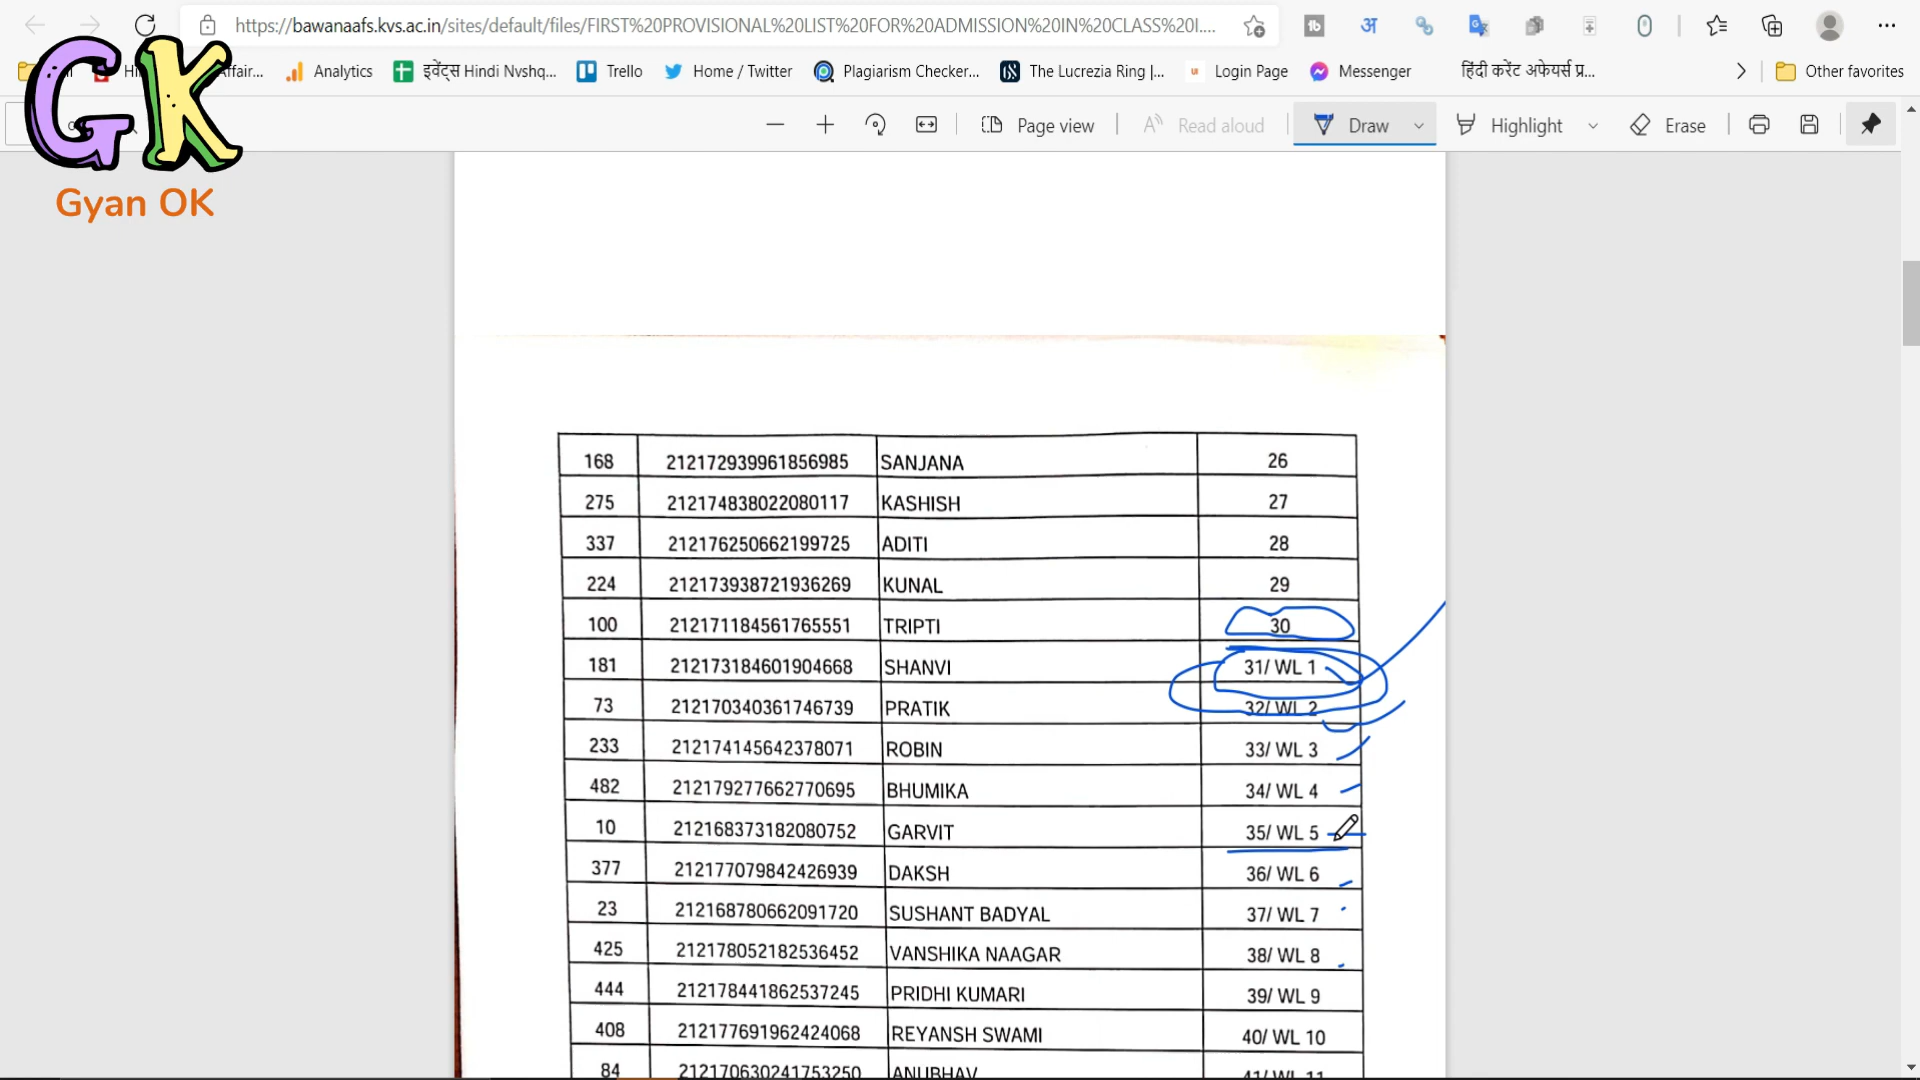 https://bawanaafs.kvs.ac.in/sites/default/files/FIRST%20PROVISIONAL%20LIST%20FOR%20ADMISSION%20IN%20CLASS%20I....
GK
Gyan OK
Affair... Analytics इवेंट्स Hindi Nvshq... Trello Home / Twitter Plagiarism Checker... The Lucrezia Ring |... Login Page Messenger हिंदी करेंट अफेयर्स प्र... Other favorites
Page view Read aloud Draw Highlight Erase
168 212172939961856985 SANJANA 26
275 212174838022080117 KASHISH 27
337 212176250662199725 ADITI 28
224 212173938721936269 KUNAL 29
100 212171184561765551 TRIPTI 30
181 212173184601904668 SHANVI 31/ WL 1
73 212170340361746739 PRATIK 32/ WL 2
233 212174145642378071 ROBIN 33/ WL 3
482 212179277662770695 BHUMIKA 34/ WL 4
10 212168373182080752 GARVIT 35/ WL 5
377 212177079842426939 DAKSH 36/ WL 6
23 212168780662091720 SUSHANT BADYAL 37/ WL 7
425 212178052182536452 VANSHIKA NAAGAR 38/ WL 8
444 212178441862537245 PRIDHI KUMARI 39/ WL 9
408 212177691962424068 REYANSH SWAMI 40/ WL 10
84 212170630241753250 ANUBHAV 41/ WL 11